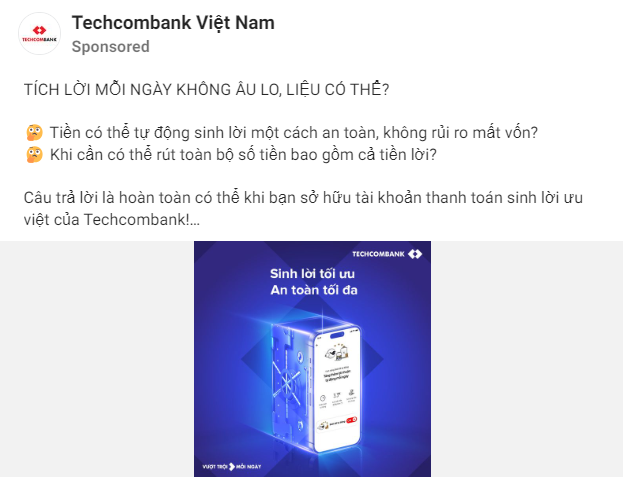 TECHCOMBANK
Techcombank Việt Nam
Sponsored
TÍCH LỜI MỖI NGÀY KHÔNG ÂU LO, LIỆU CÓ THỂ?
🤔 Tiền có thể tự động sinh lời một cách an toàn, không rủi ro mất vốn?
🤔 Khi cần có thể rút toàn bộ số tiền bao gồm cả tiền lời?
Câu trả lời là hoàn toàn có thể khi bạn sở hữu tài khoản thanh toán sinh lời ưu
việt của Techcombank!...
TECHCOMBANK
Sinh lời tối ưu
An toàn tối đa
VƯỢT TRỘI MỖI NGAY